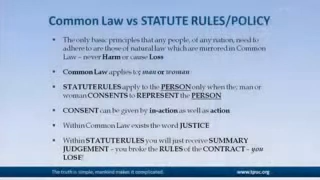 Common Law vs STATUTE RULES/POLICY
The only basic principles that any people, of any nation, need to
adhere to are those of natural law which are mirrored in Common
Law – never Harm or cause Loss
Common Law applies to; man or woman
STATUTE RULES apply to the PERSON only when the; man or
woman CONSENTS to REPRESENT the PERSON
CONSENT can be given by in-action as well as action
Within Common Law exists the word JUSTICE
Within STATUTE RULES you will just receive SUMMARY
JUDGEMENT – you broke the RULES of the CONTRACT – you
LOSE!
The truth is simple, mankind makes it complicated.
www.tpuc.org